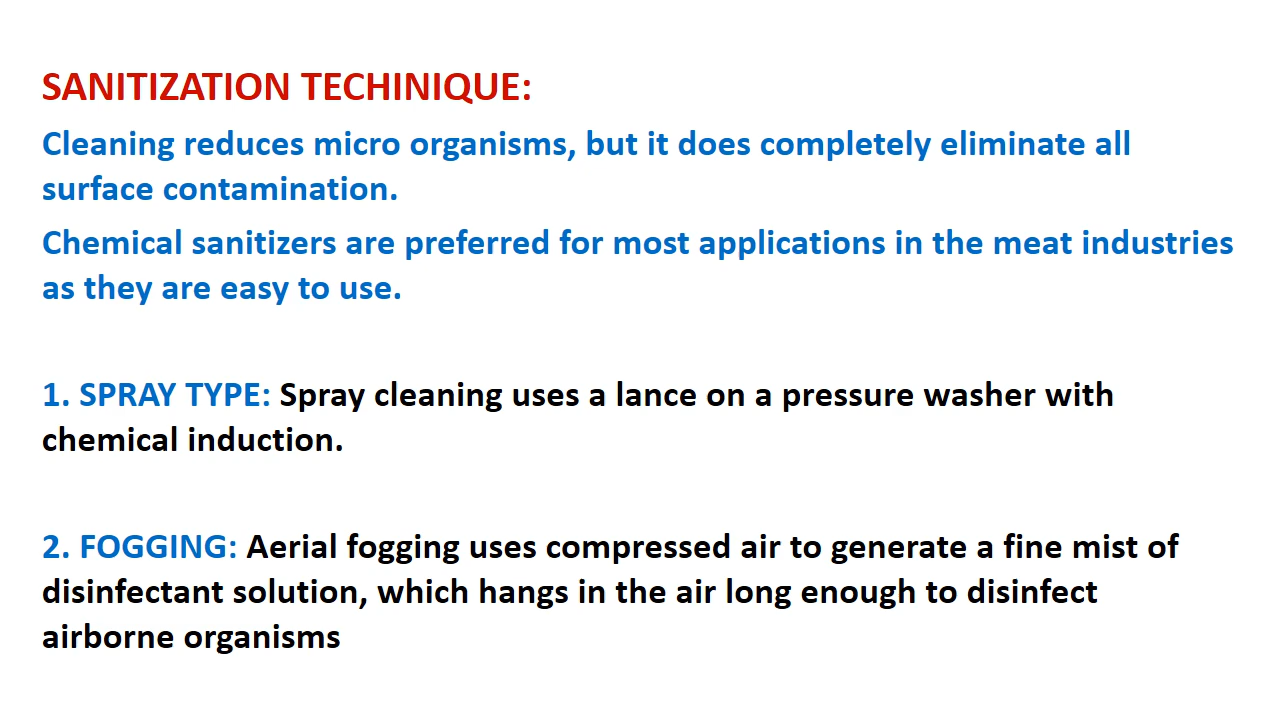 SANITIZATION TECHINIQUE:
Cleaning reduces micro organisms, but it does completely eliminate all
surface contamination.
Chemical sanitizers are preferred for most applications in the meat industries
as they are easy to use.
1. SPRAY TYPE: Spray cleaning uses a lance on a pressure washer with
chemical induction.
2. FOGGING: Aerial fogging uses compressed air to generate a fine mist of
disinfectant solution, which hangs in the air long enough to disinfect
airborne organisms